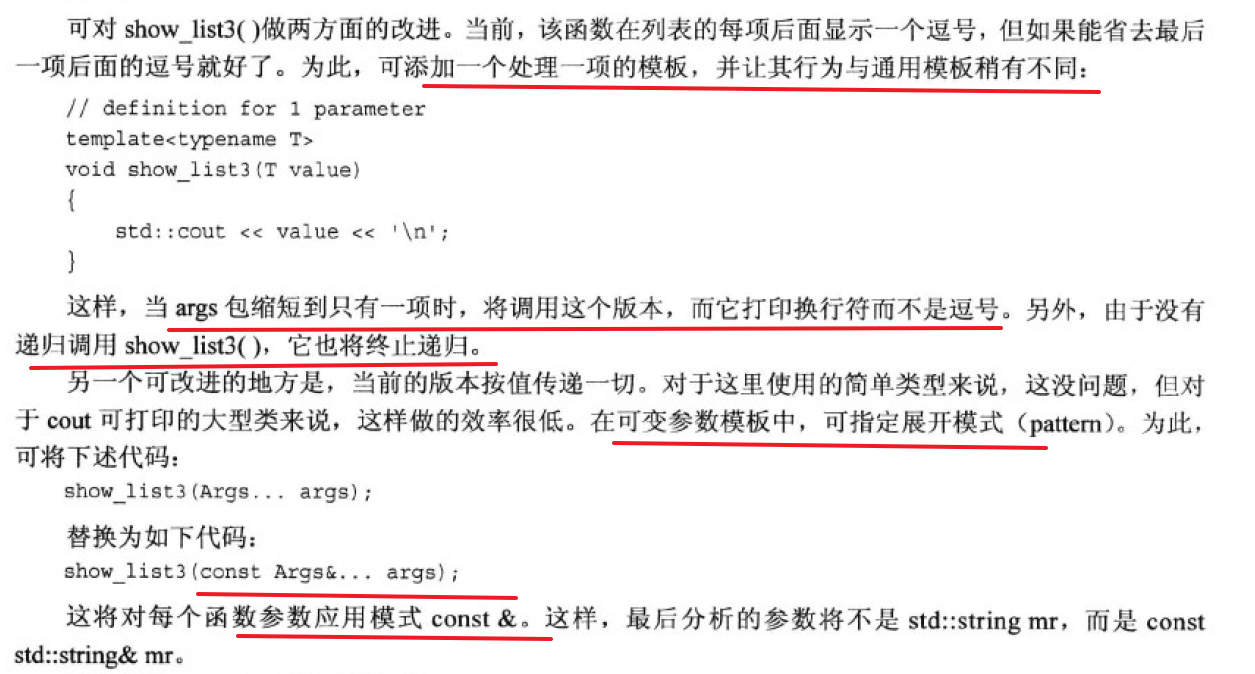 可对 show_list3( )做两方面的改进。当前，该函数在列表的每项后面显示一个逗号，但如果能省去最后
一项后面的逗号就好了。为此，可添加一个处理一项的模板，并让其行为与通用模板稍有不同：
// definition for 1 parameter
template<typename T>
void show_list3(T value)
{
    std::cout << value << '\n';
}
这样，当 args 包缩短到只有一项时，将调用这个版本，而它打印换行符而不是逗号。另外，由于没有
递归调用 show_list3( )，它也将终止递归。
另一个可改进的地方是，当前的版本按值传递一切。对于这里使用的简单类型来说，这没问题，但对
于 cout 可打印的大型类来说，这样做的效率很低。在可变参数模板中，可指定展开模式（pattern）。为此，
可将下述代码：
show_list3(Args... args);
替换为如下代码：
show_list3(const Args&... args);
这将对每个函数参数应用模式 const &。这样，最后分析的参数将不是 std::string mr，而是 const
std::string& mr。